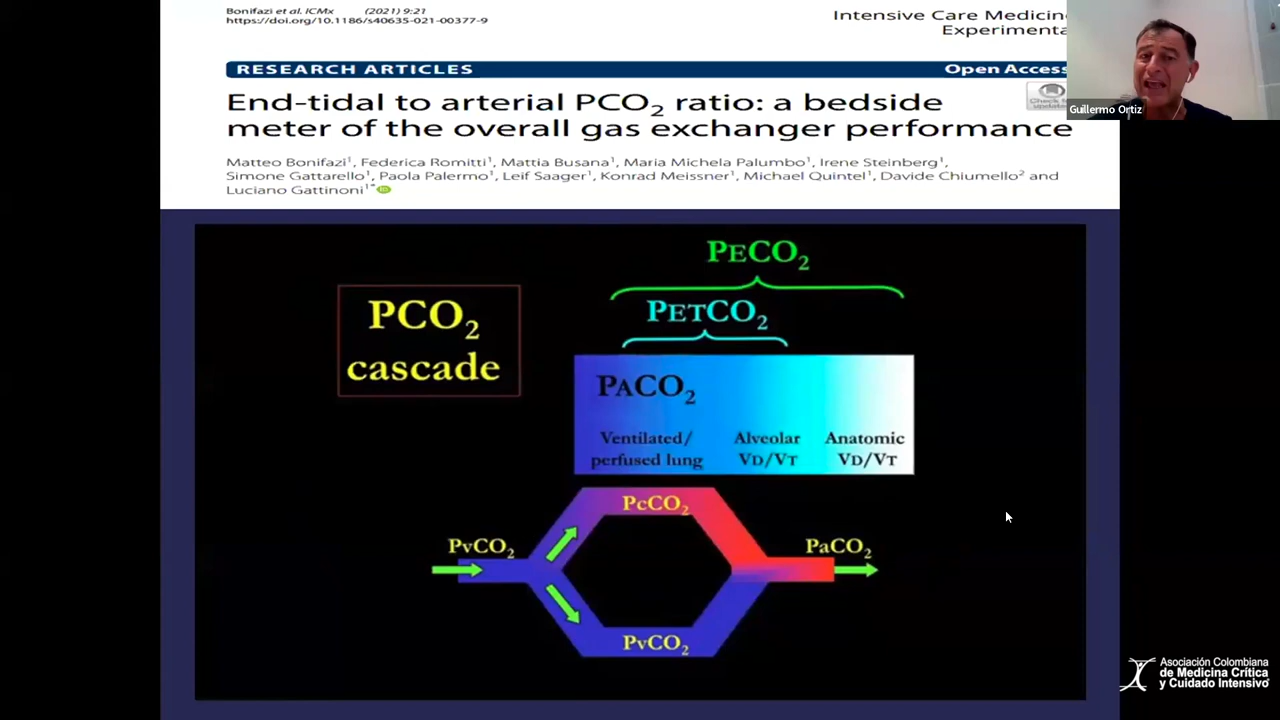 Bonifazi et al. ICMx (2021) 9:21
https://doi.org/10.1186/s40635-021-00377-9
Intensive Care Medicine
Experimenta
RESEARCH ARTICLES
Open Access
End-tidal to arterial PCO2 ratio: a bedside
meter of the overall gas exchanger performance
Matteo Bonifazi1, Federica Romitti1, Mattia Busana1, Maria Michela Palumbo1, Irene Steinberg1,
Simone Gattarello1, Paola Palermo1, Leif Saager1, Konrad Meissner1, Michael Quintel1, Davide Chiumello2 and
Luciano Gattinoni1*
Guillermo Ortiz
PECO2
PCO2
cascade
PETCO2
PACO2
Ventilated/
perfused lung
Alveolar
VD/VT
Anatomic
VD/VT
PcCO2
PvCO2
PaCO2
PvCO2
Asociación Colombiana
de Medicina Crítica
y Cuidado Intensivo